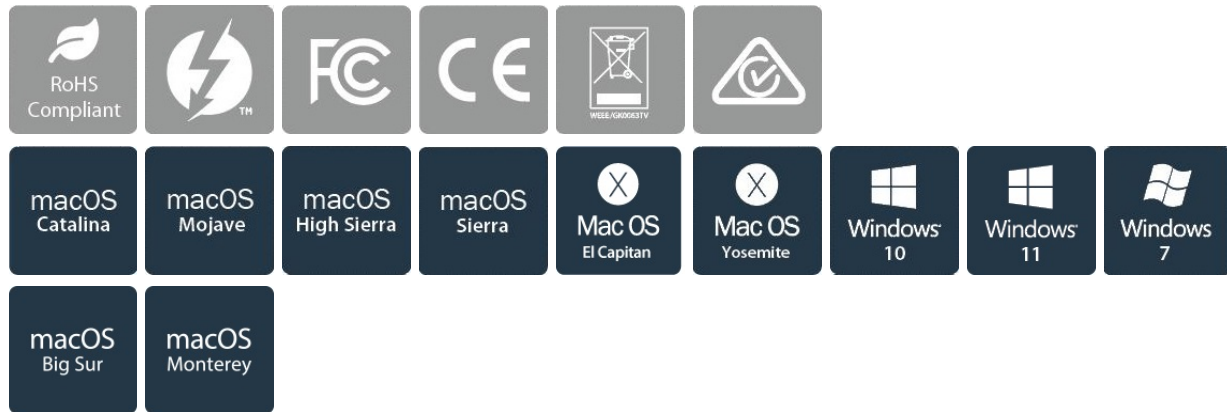 RoHS
Compliant
TM
FC
CE
WEEE/GK0063TV
macOS
Catalina
macOS
Mojave
macOS
High Sierra
macOS
Sierra
X
Mac OS
El Capitan
X
Mac OS
Yosemite
Windows
10
Windows
11
Windows
7
macOS
Big Sur
macOS
Monterey